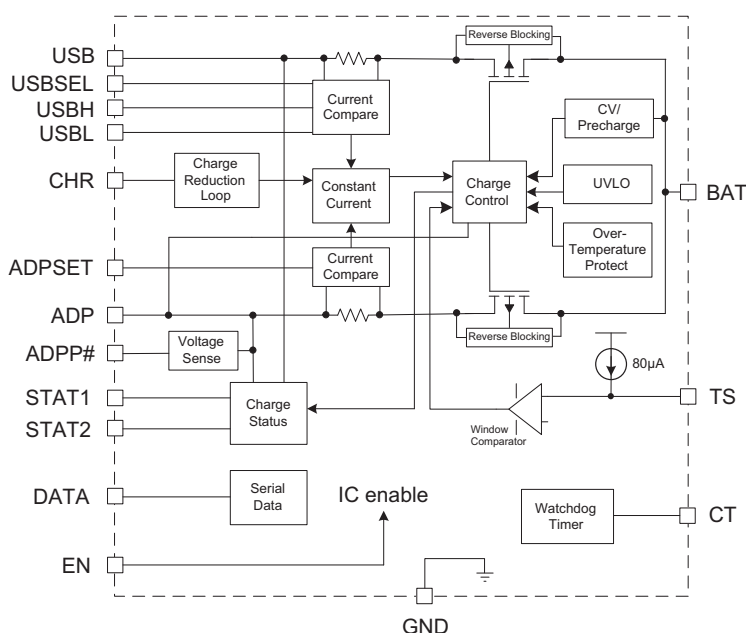 USB
Reverse Blocking
USBSEL
USBH
USBL
Current
Compare
CV/
Precharge
CHR
Charge
Reduction
Loop
Constant
Current
Charge
Control
UVLO
BAT
Over-
Temperature
Protect
ADPSET
Current
Compare
ADP
Reverse Blocking
ADPP#
Voltage
Sense
80µA
STAT1
STAT2
Charge
Status
Window
Comparator
TS
DATA
Serial
Data
IC enable
Watchdog
Timer
CT
EN
GND